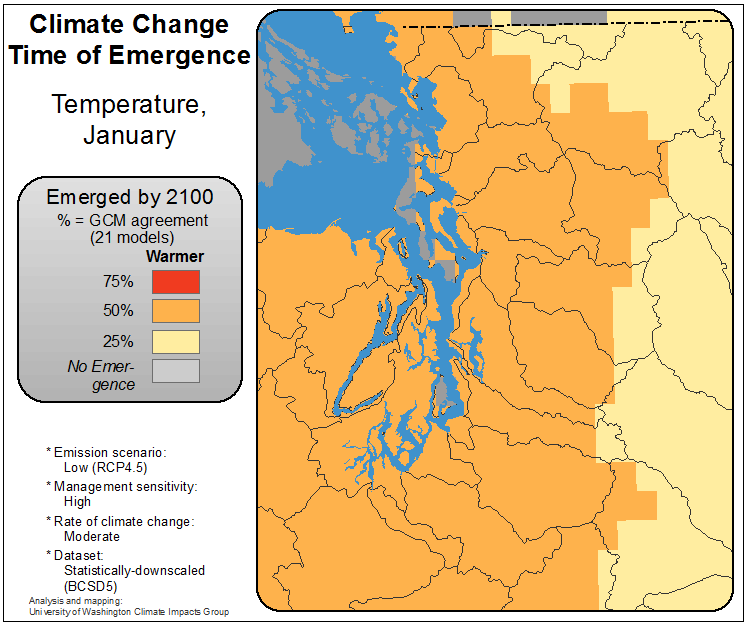 Climate Change
Time of Emergence
Temperature,
January
Emerged by 2100
% = GCM agreement
(21 models)
Warmer
75%
50%
25%
No Emer-
gence
* Emission scenario:
Low (RCP4.5)
* Management sensitivity:
High
* Rate of climate change:
Moderate
* Dataset:
Statistically-downscaled
(BCSD5)
Analysis and mapping:
University of Washington Climate Impacts Group